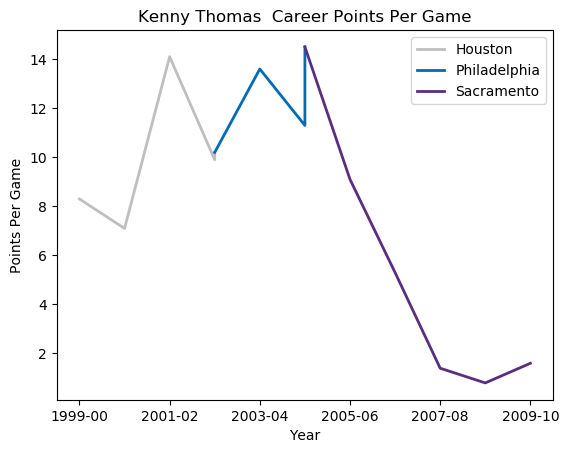 Kenny Thomas  Career Points Per Game
Houston
Philadelphia
Sacramento
Points Per Game
14
12
10
8
6
4
2
1999-00 2001-02 2003-04 2005-06 2007-08 2009-10
Year